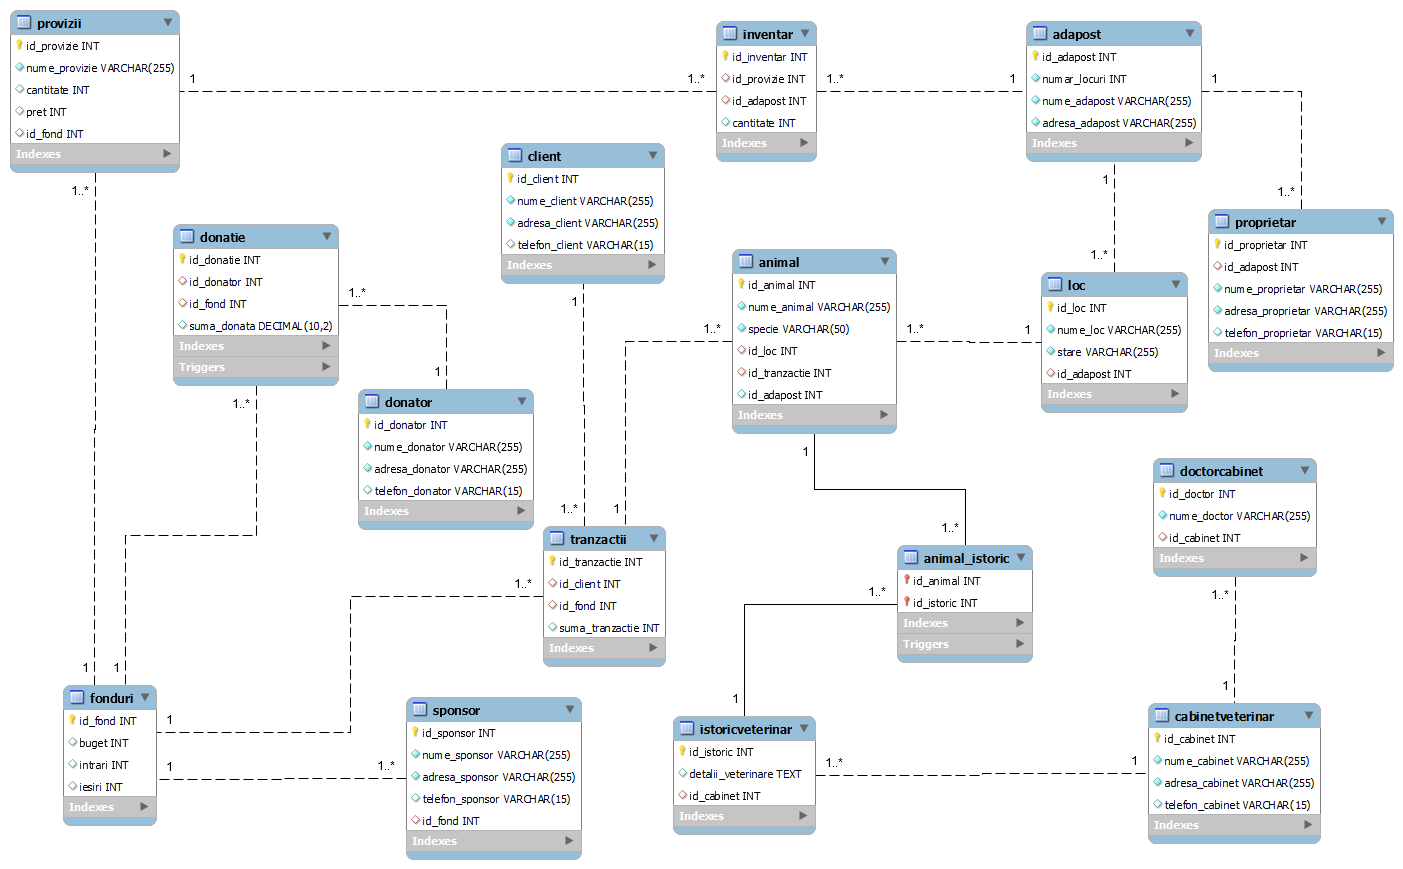 provizii
id_provizie INT
nume_provizie VARCHAR(255)
cantitate INT
pret INT
id_fond INT
Indexes
1
1..*
inventar
id_inventar INT
id_provizie INT
id_adapost INT
cantitate INT
Indexes
1..*
1
adapost
id_adapost INT
numar_locuri INT
nume_adapost VARCHAR(255)
adresa_adapost VARCHAR(255)
Indexes
1
1..*
1
1..*
proprietar
id_proprietar INT
id_adapost INT
nume_proprietar VARCHAR(255)
adresa_proprietar VARCHAR(255)
telefon_proprietar VARCHAR(15)
Indexes
client
id_client INT
nume_client VARCHAR(255)
adresa_client VARCHAR(255)
telefon_client VARCHAR(15)
Indexes
1
1..*
1..*
donatie
id_donatie INT
id_donator INT
id_fond INT
suma_donata DECIMAL(10,2)
Indexes
Triggers
1..*
1
1..*
1
donator
id_donator INT
nume_donator VARCHAR(255)
adresa_donator VARCHAR(255)
telefon_donator VARCHAR(15)
Indexes
animal
id_animal INT
nume_animal VARCHAR(255)
specie VARCHAR(50)
id_loc INT
id_tranzactie INT
id_adapost INT
Indexes
1..*
1
1..*
1
loc
id_loc INT
nume_loc VARCHAR(255)
stare VARCHAR(255)
id_adapost INT
Indexes
1
1..*
tranzactii
id_tranzactie INT
id_client INT
id_fond INT
suma_tranzactie INT
Indexes
1..*
1
animal_istoric
id_animal INT
id_istoric INT
Indexes
Triggers
1..*
1
doctorcabinet
id_doctor INT
nume_doctor VARCHAR(255)
id_cabinet INT
Indexes
1..*
1
1
fonduri
id_fond INT
buget INT
intrari INT
iesiri INT
Indexes
1
1..*
sponsor
id_sponsor INT
nume_sponsor VARCHAR(255)
adresa_sponsor VARCHAR(255)
telefon_sponsor VARCHAR(15)
id_fond INT
Indexes
istoricveterinar
id_istoric INT
detalii_veterinare TEXT
id_cabinet INT
Indexes
1..*
1
cabinetveterinar
id_cabinet INT
nume_cabinet VARCHAR(255)
adresa_cabinet VARCHAR(255)
telefon_cabinet VARCHAR(15)
Indexes